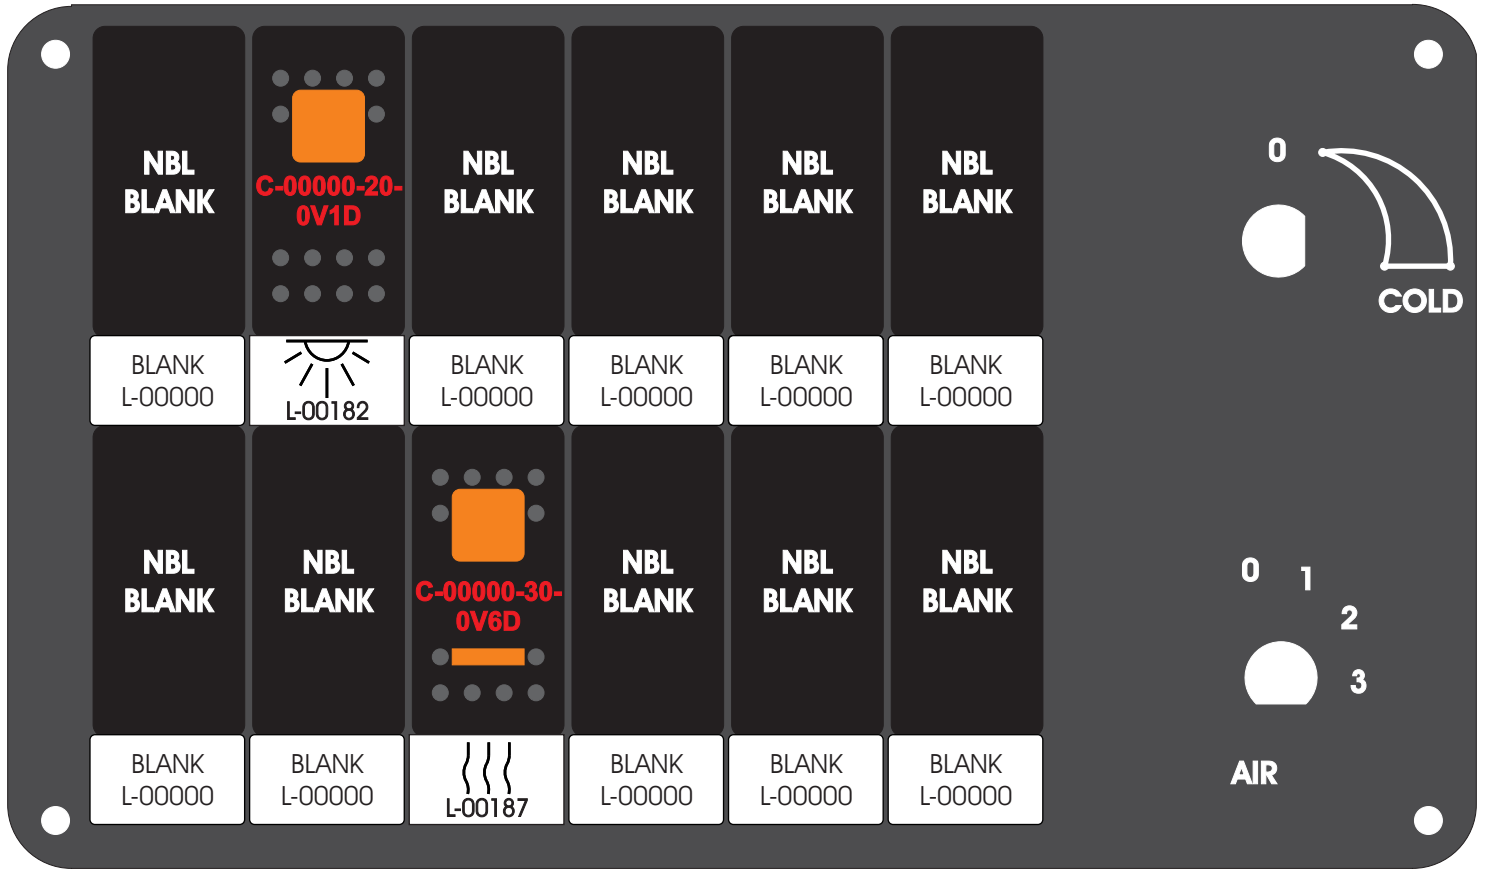 NBL
BLANK
C-00000-20-
0V1D
NBL
BLANK
NBL
BLANK
NBL
BLANK
NBL
BLANK
0
COLD
BLANK
L-00000
L-00182
BLANK
L-00000
BLANK
L-00000
BLANK
L-00000
BLANK
L-00000
NBL
BLANK
NBL
BLANK
C-00000-30-
0V6D
NBL
BLANK
NBL
BLANK
NBL
BLANK
0
1
2
3
AIR
BLANK
L-00000
BLANK
L-00000
L-00187
BLANK
L-00000
BLANK
L-00000
BLANK
L-00000